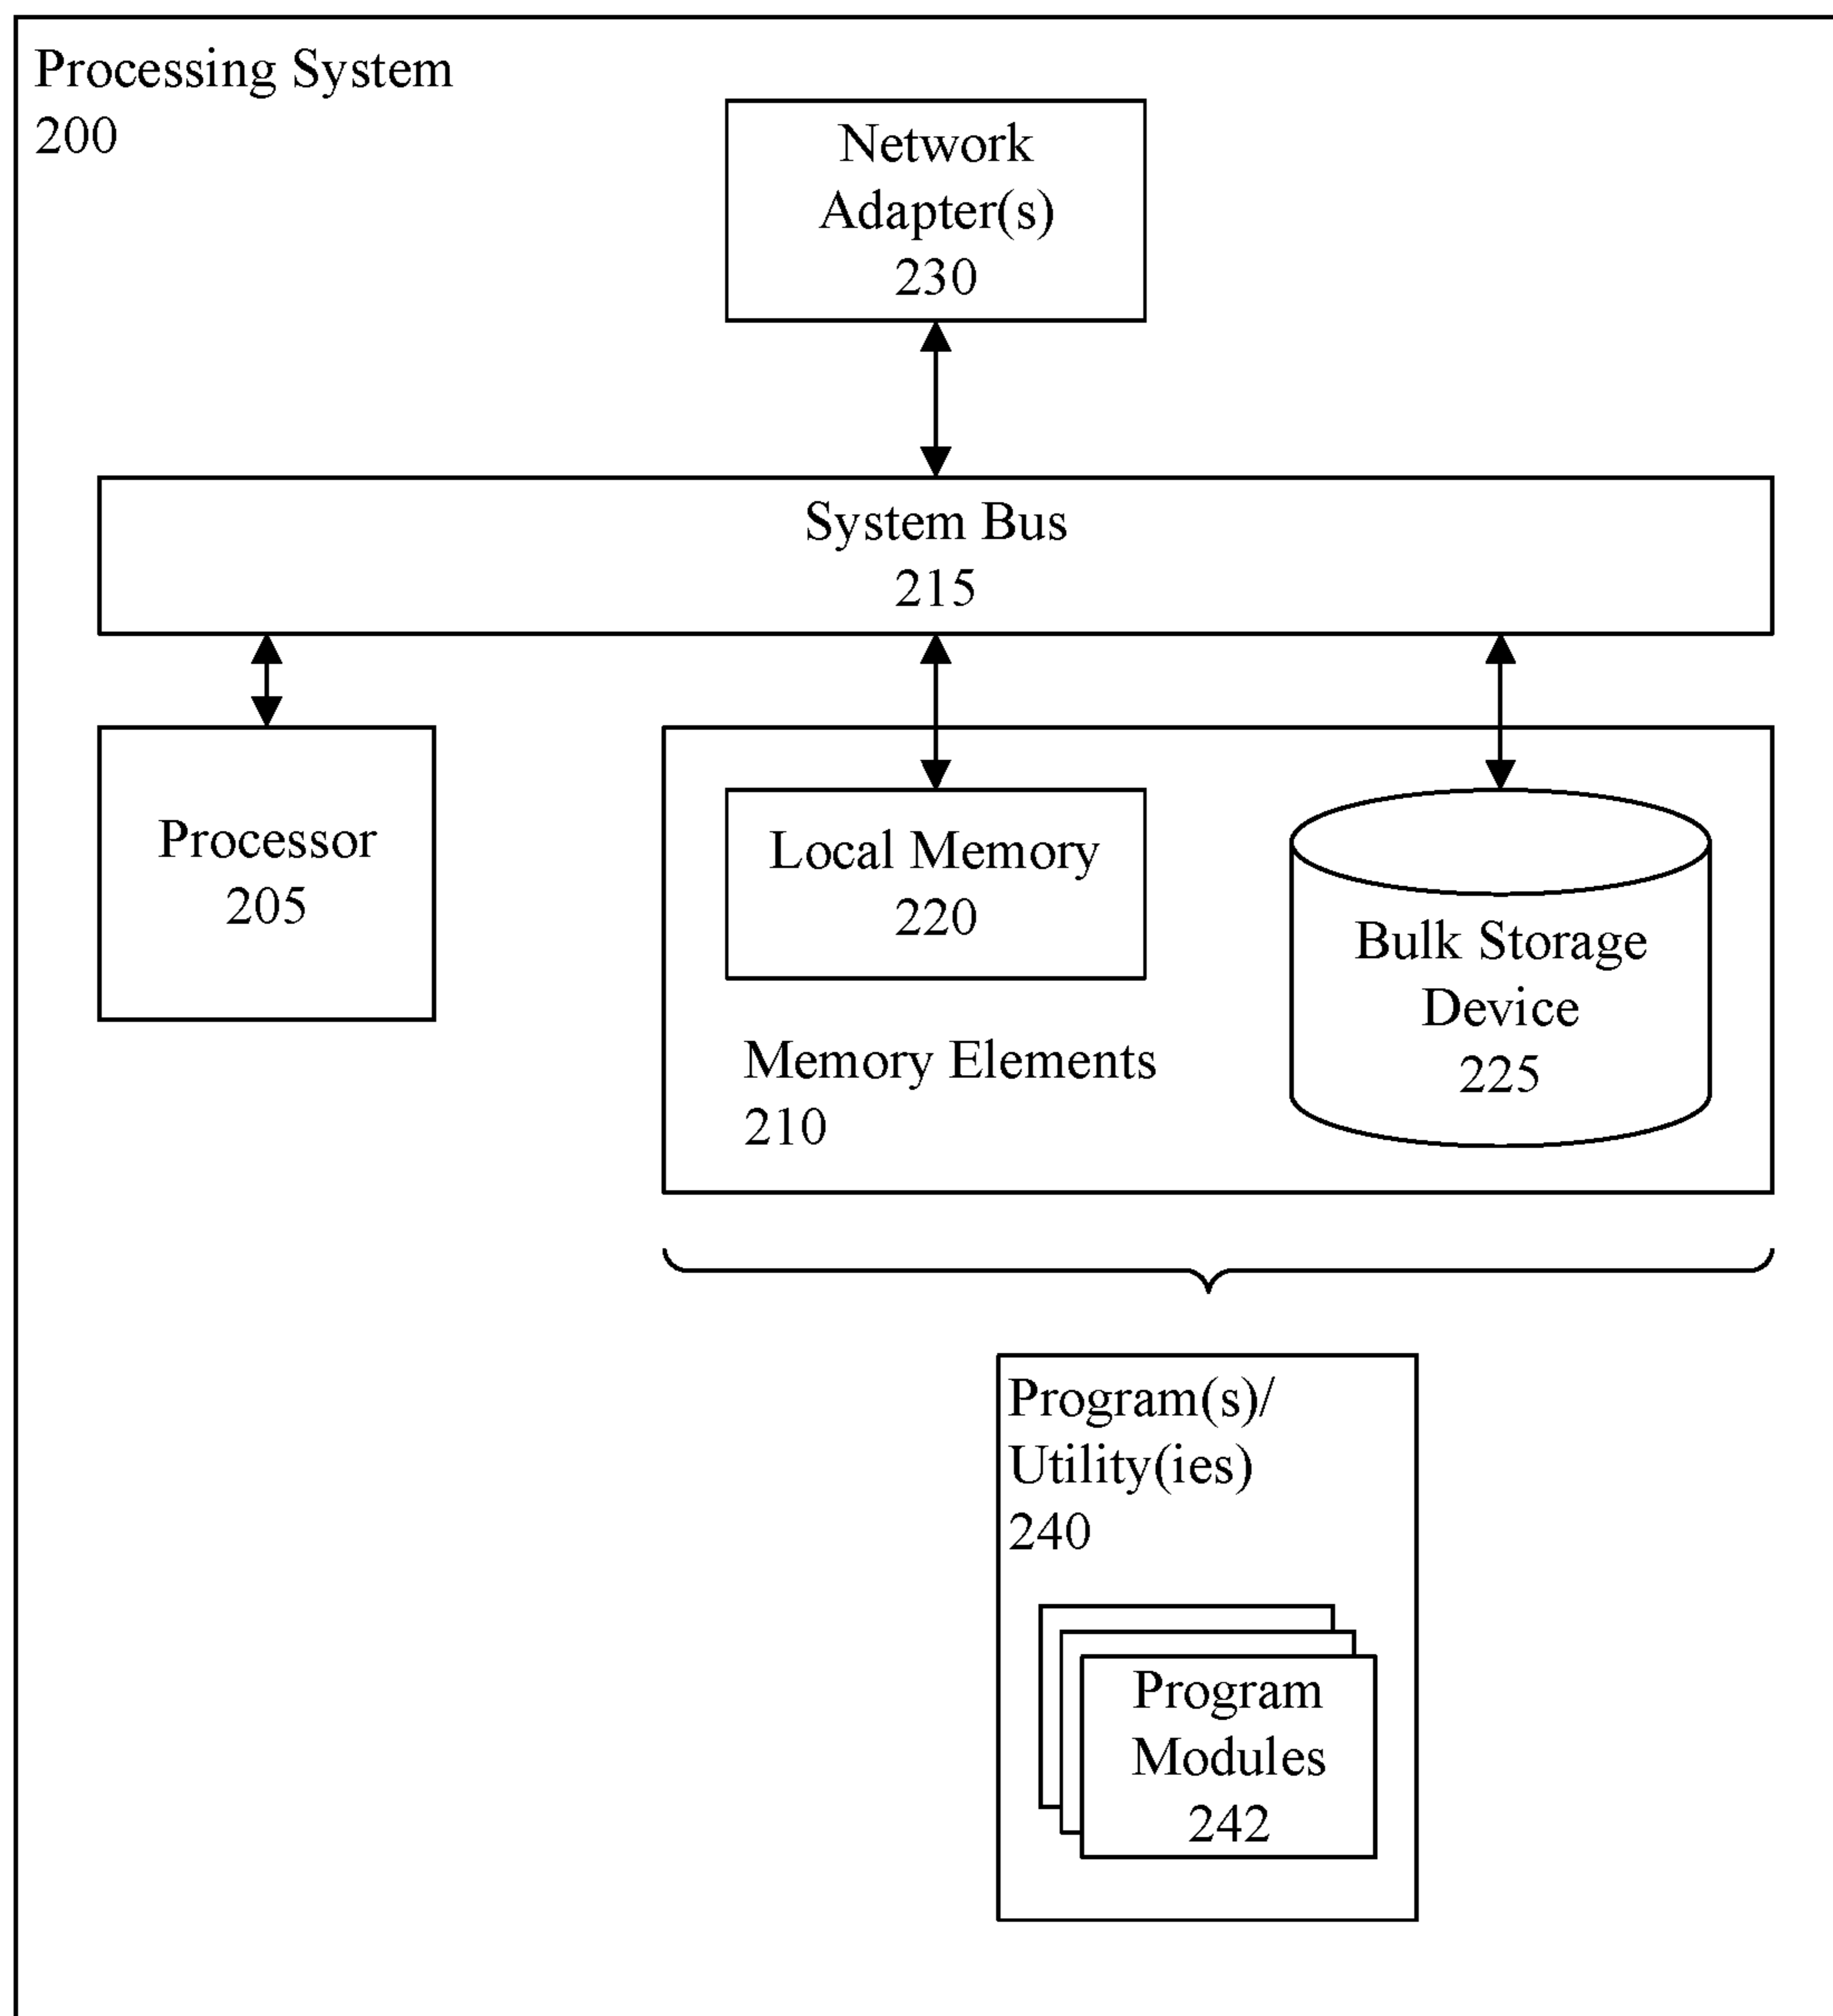 Processing System
200
Network
Adapter(s)
230
System Bus
215
Processor
205
Local Memory
220
Memory Elements
210
Bulk Storage
Device
225
Program(s)/
Utility(ies)
240
Program
Modules
242